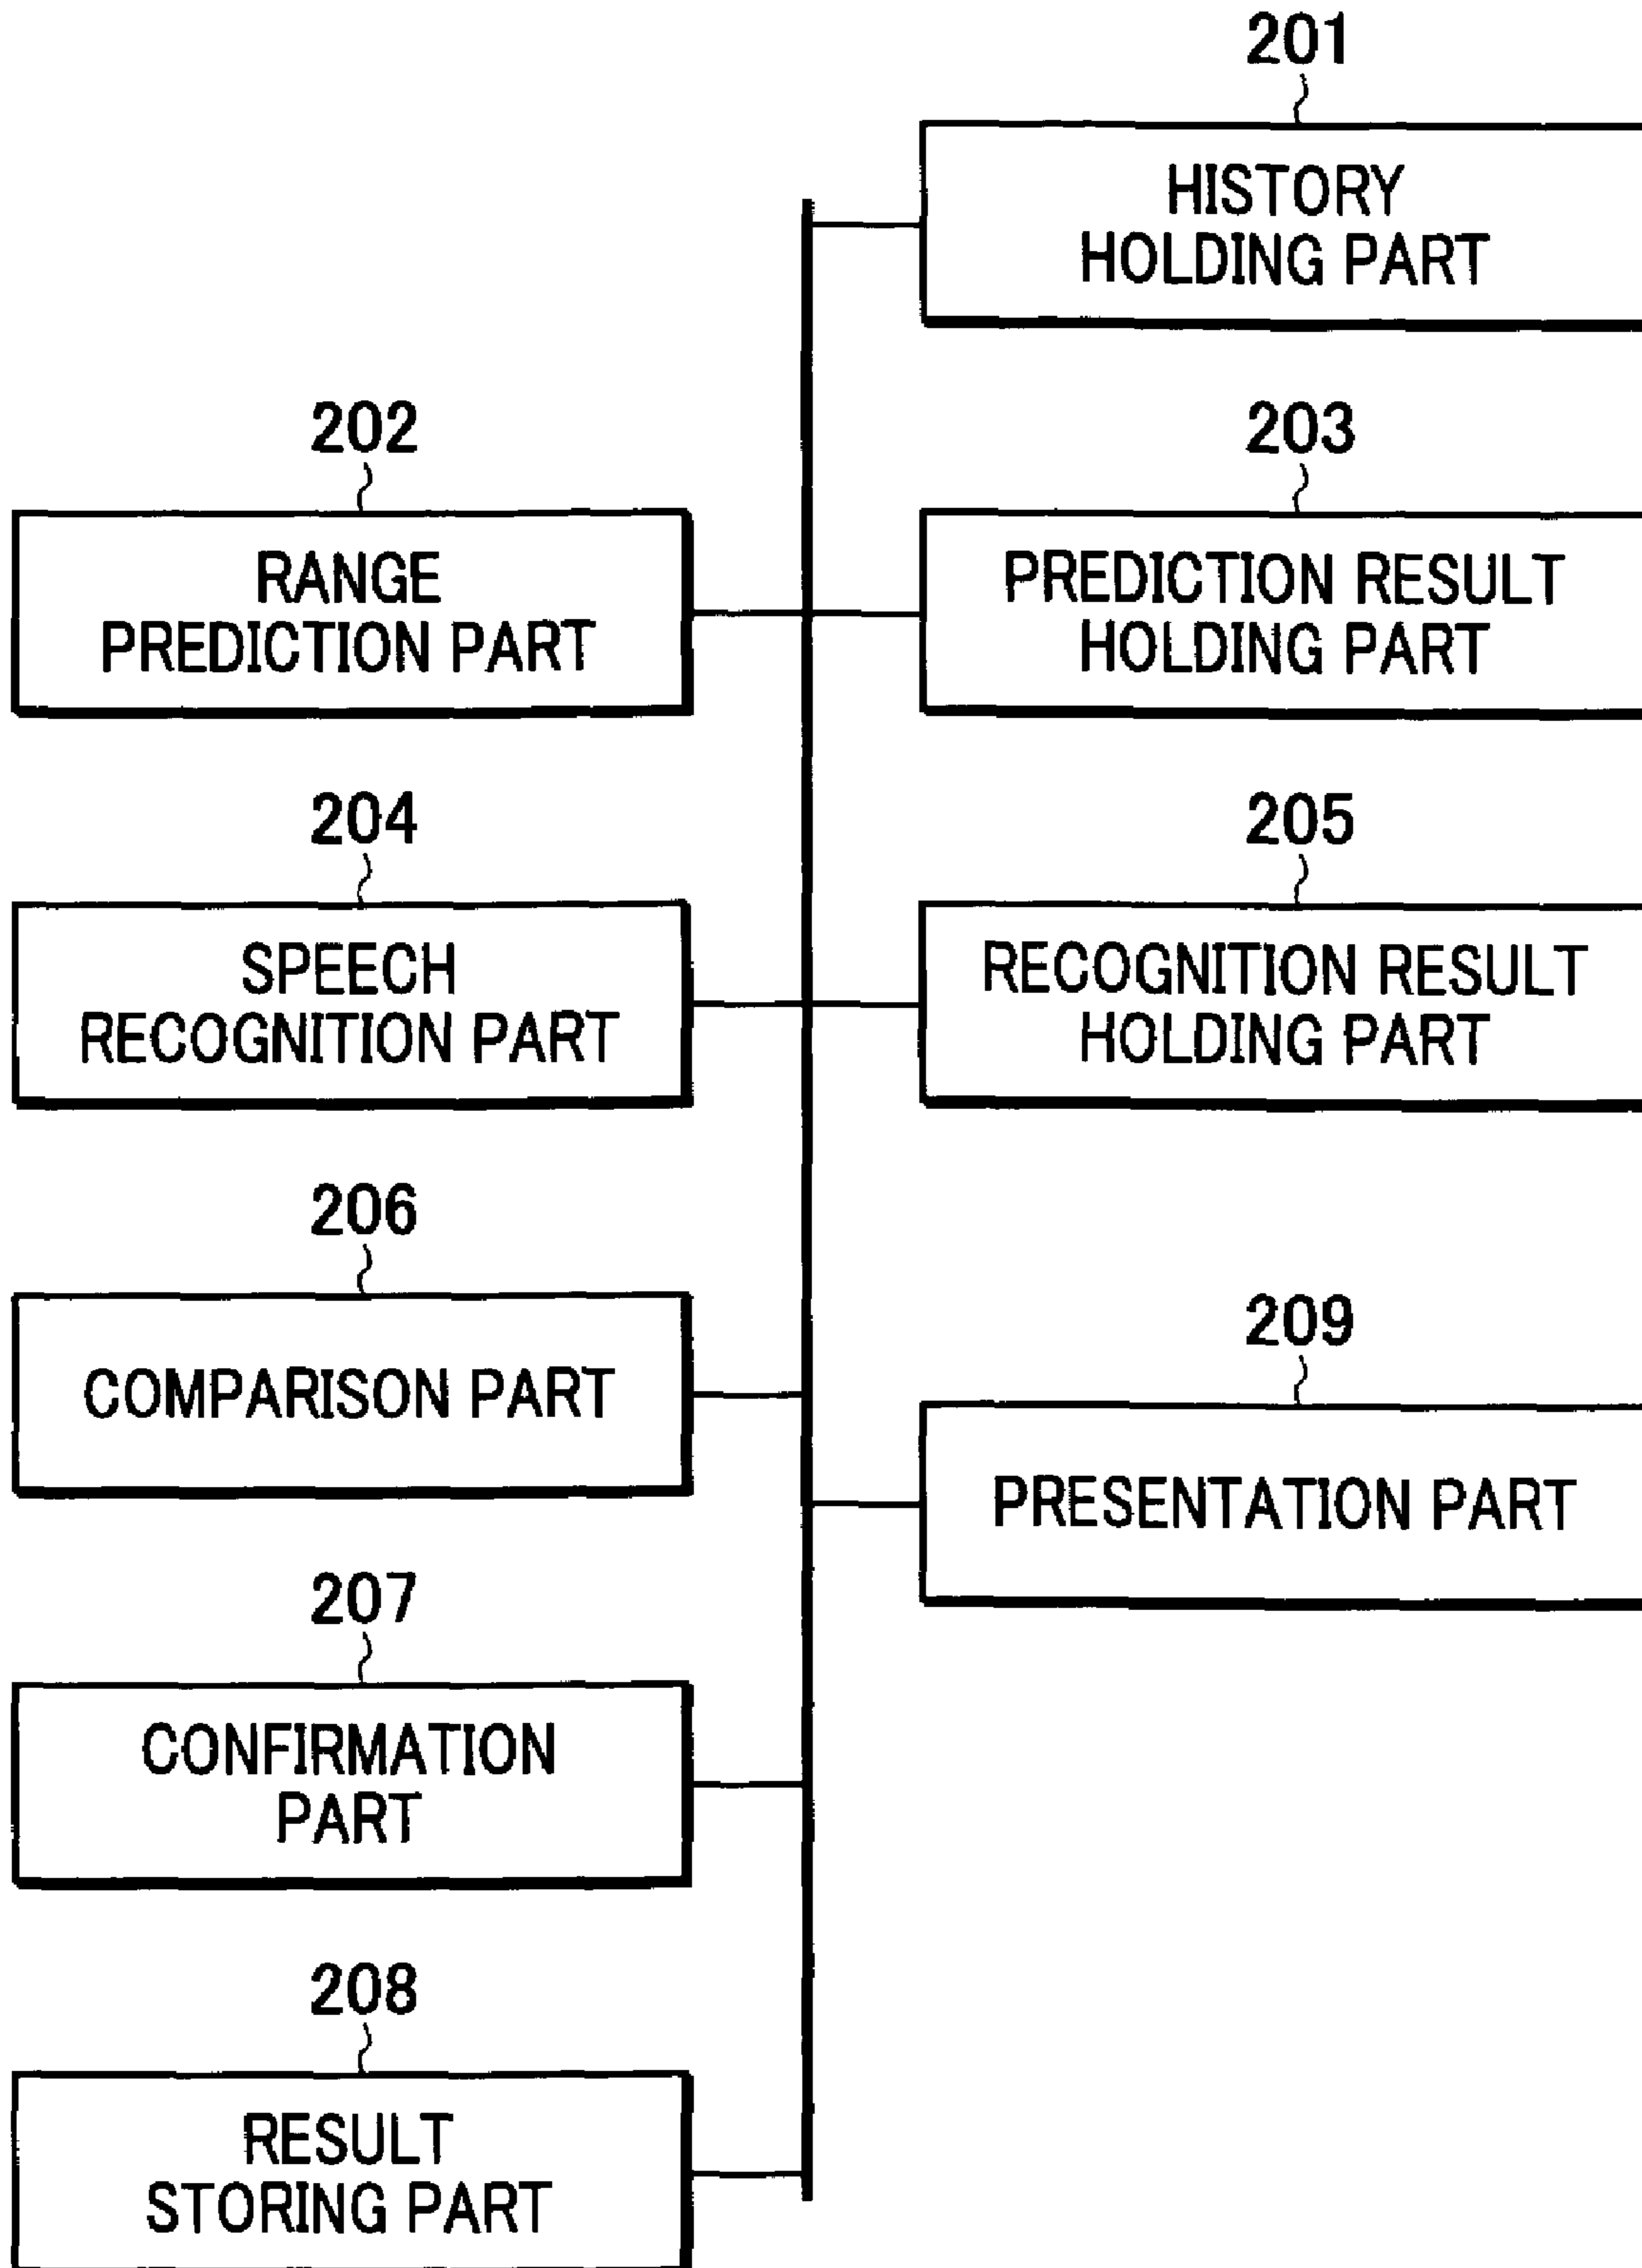 201
HISTORY
HOLDING PART
202
RANGE
PREDICTION PART
203
PREDICTION RESULT
HOLDING PART
204
SPEECH
RECOGNITION PART
205
RECOGNITION RESULT
HOLDING PART
206
COMPARISON PART
209
PRESENTATION PART
207
CONFIRMATION
PART
208
RESULT
STORING PART